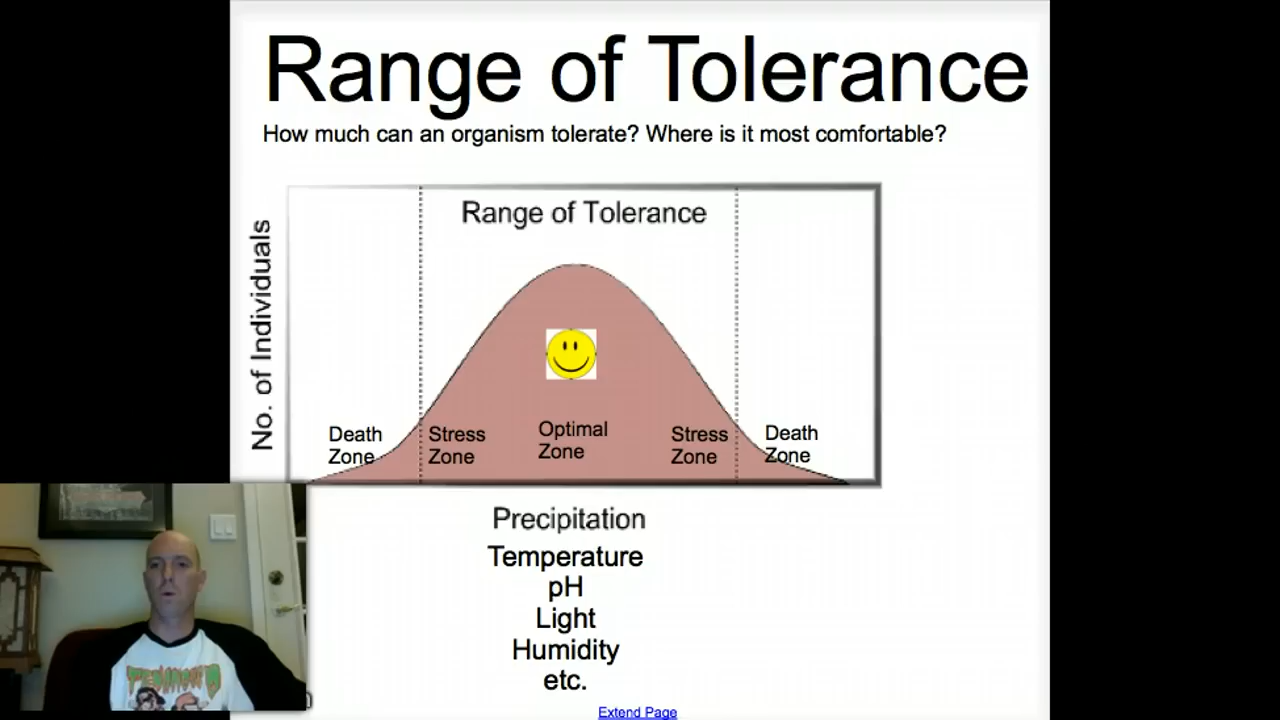 Range of Tolerance
How much can an organism tolerate? Where is it most comfortable?
Range of Tolerance
No. of Individuals
Death
Zone
Stress
Zone
Optimal
Zone
Stress
Zone
Death
Zone
Precipitation
Temperature
pH
Light
Humidity
etc.
Extend Page